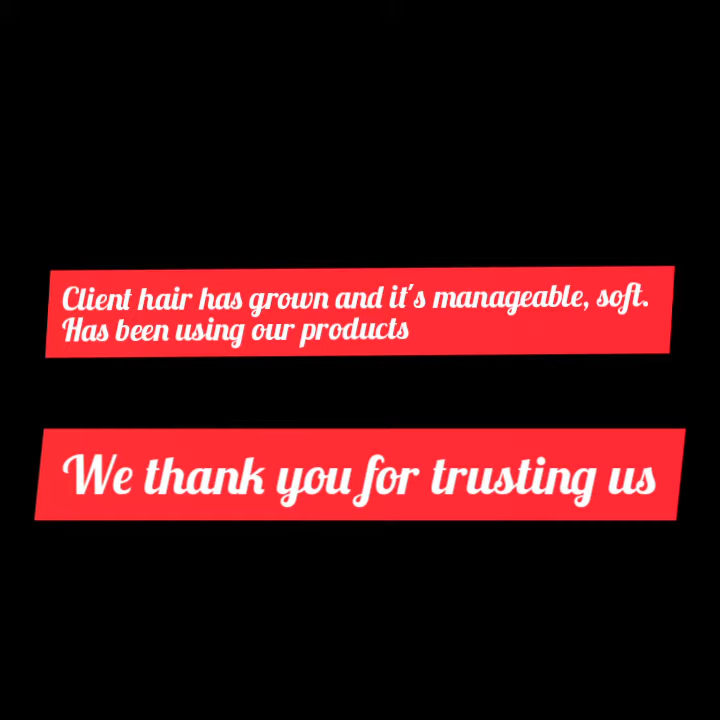 Client hair has grown and it's manageable, soft.
Has been using our products
We thank you for trusting us